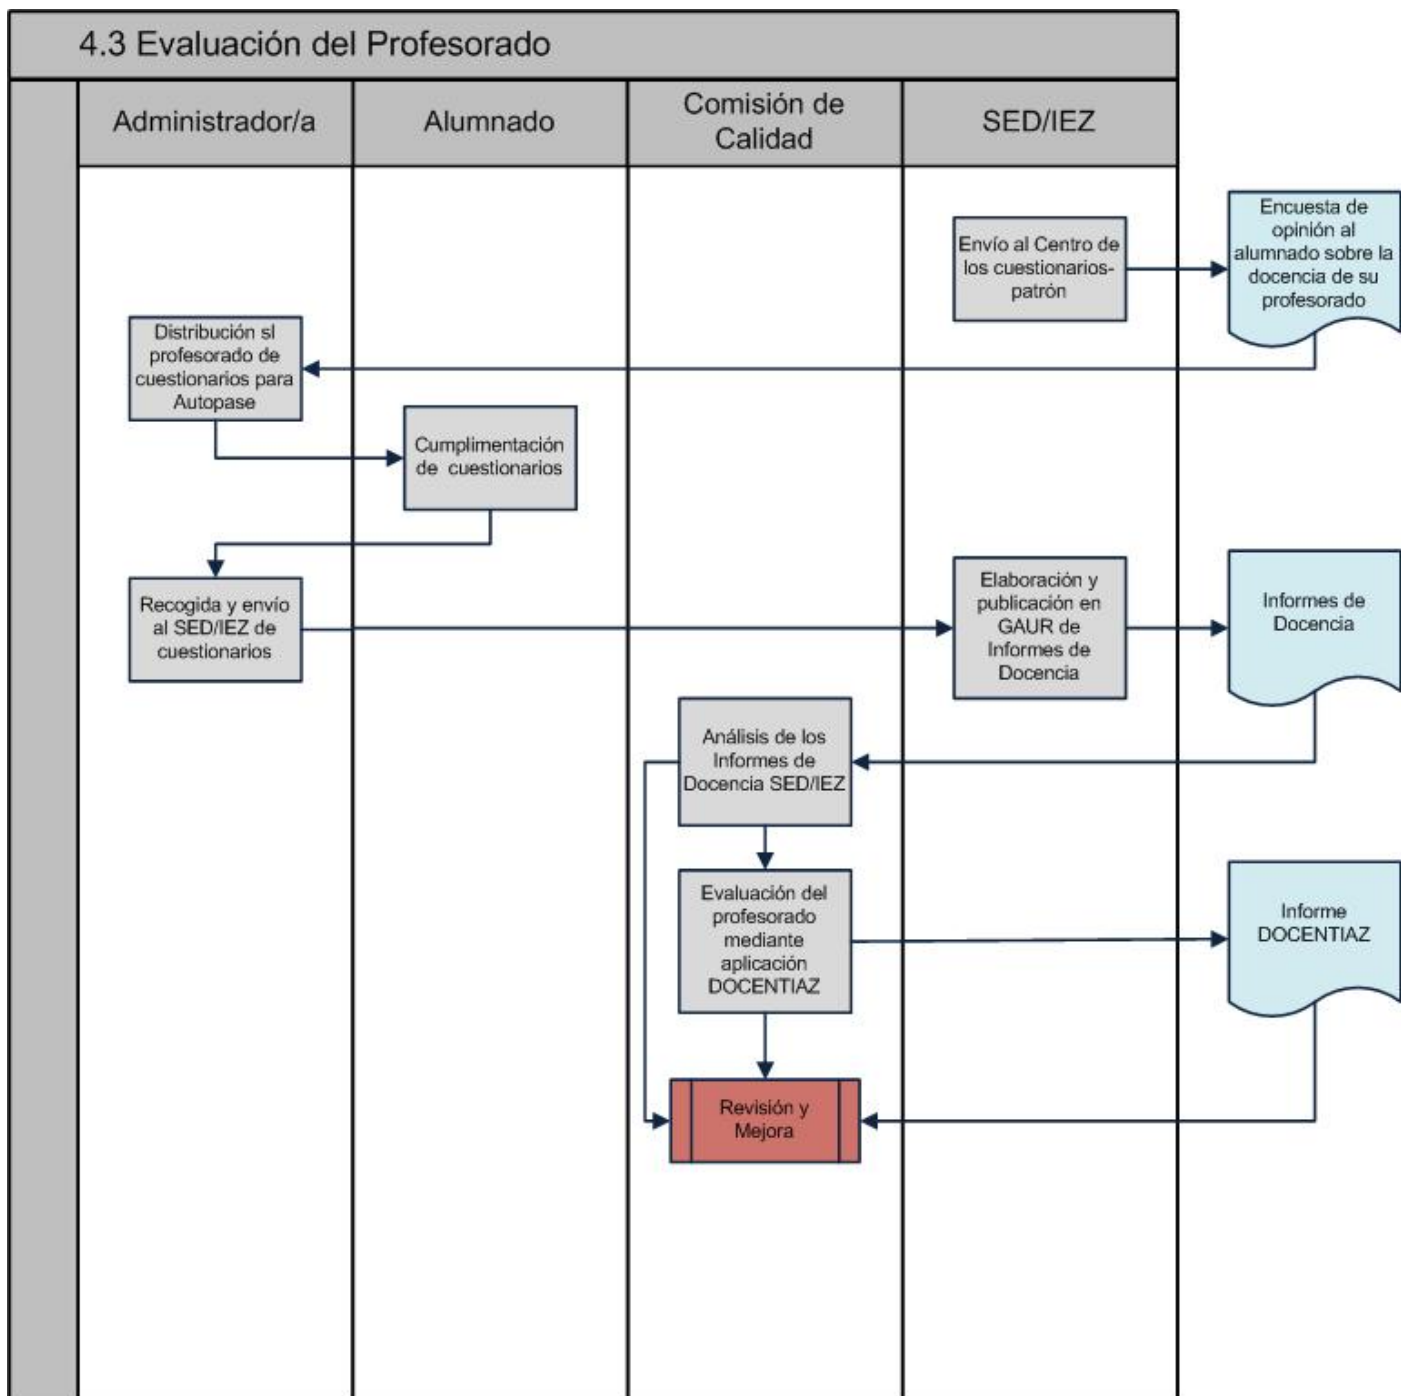 4.3 Evaluación del Profesorado
Administrador/a
Alumnado
Comisión de
Calidad
SED/IEZ
Envío al Centro de
los cuestionarios-
patrón
Encuesta de
opinión al
alumnado sobre la
docencia de su
profesorado
Distribución sl
profesorado de
cuestionarios para
Autopase
Cumplimentación
de cuestionarios
Recogida y envío
al SED/IEZ de
cuestionarios
Elaboración y
publicación en
GAUR de
Informes de
Docencia
Informes de
Docencia
Análisis de los
Informes de
Docencia SED/IEZ
Evaluación del
profesorado
mediante
aplicación
DOCENTIAZ
Informe
DOCENTIAZ
Revisión y
Mejora